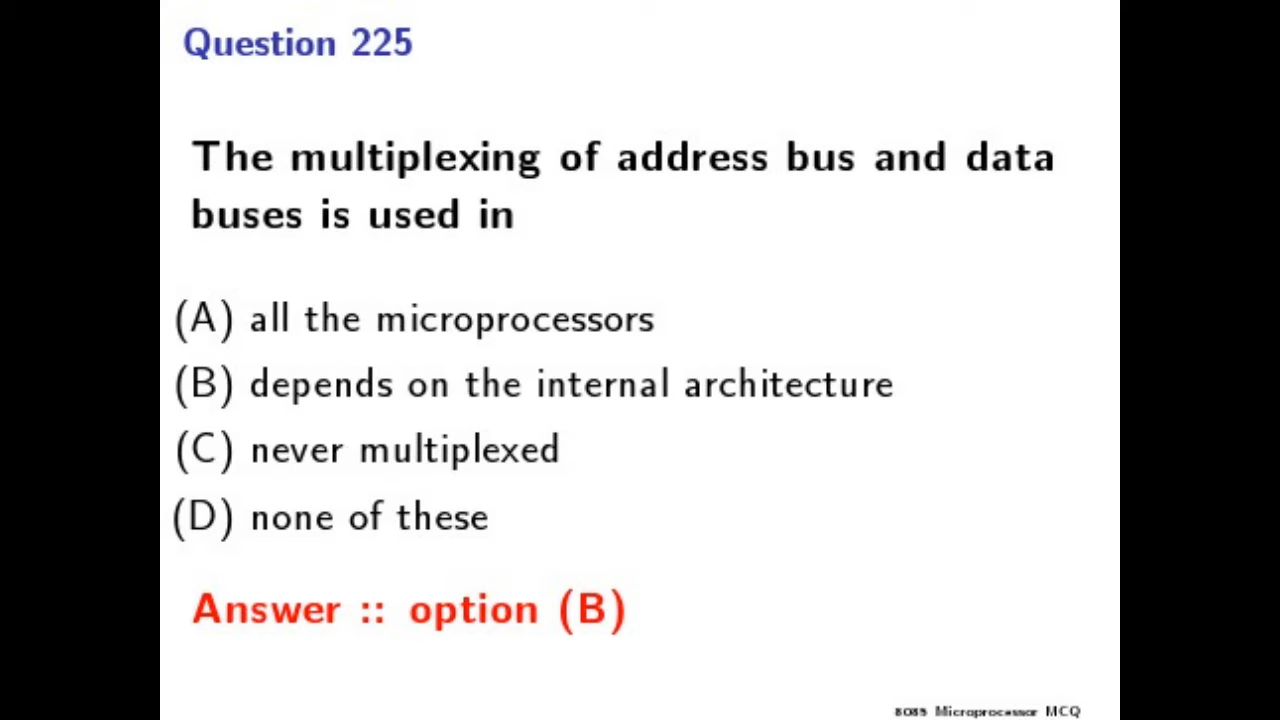 Question 225
The multiplexing of address bus and data
buses is used in
(A) all the microprocessors
(B) depends on the internal architecture
(C) never multiplexed
(D) none of these
Answer :: option (B)
8085 Microprocessor MCQ